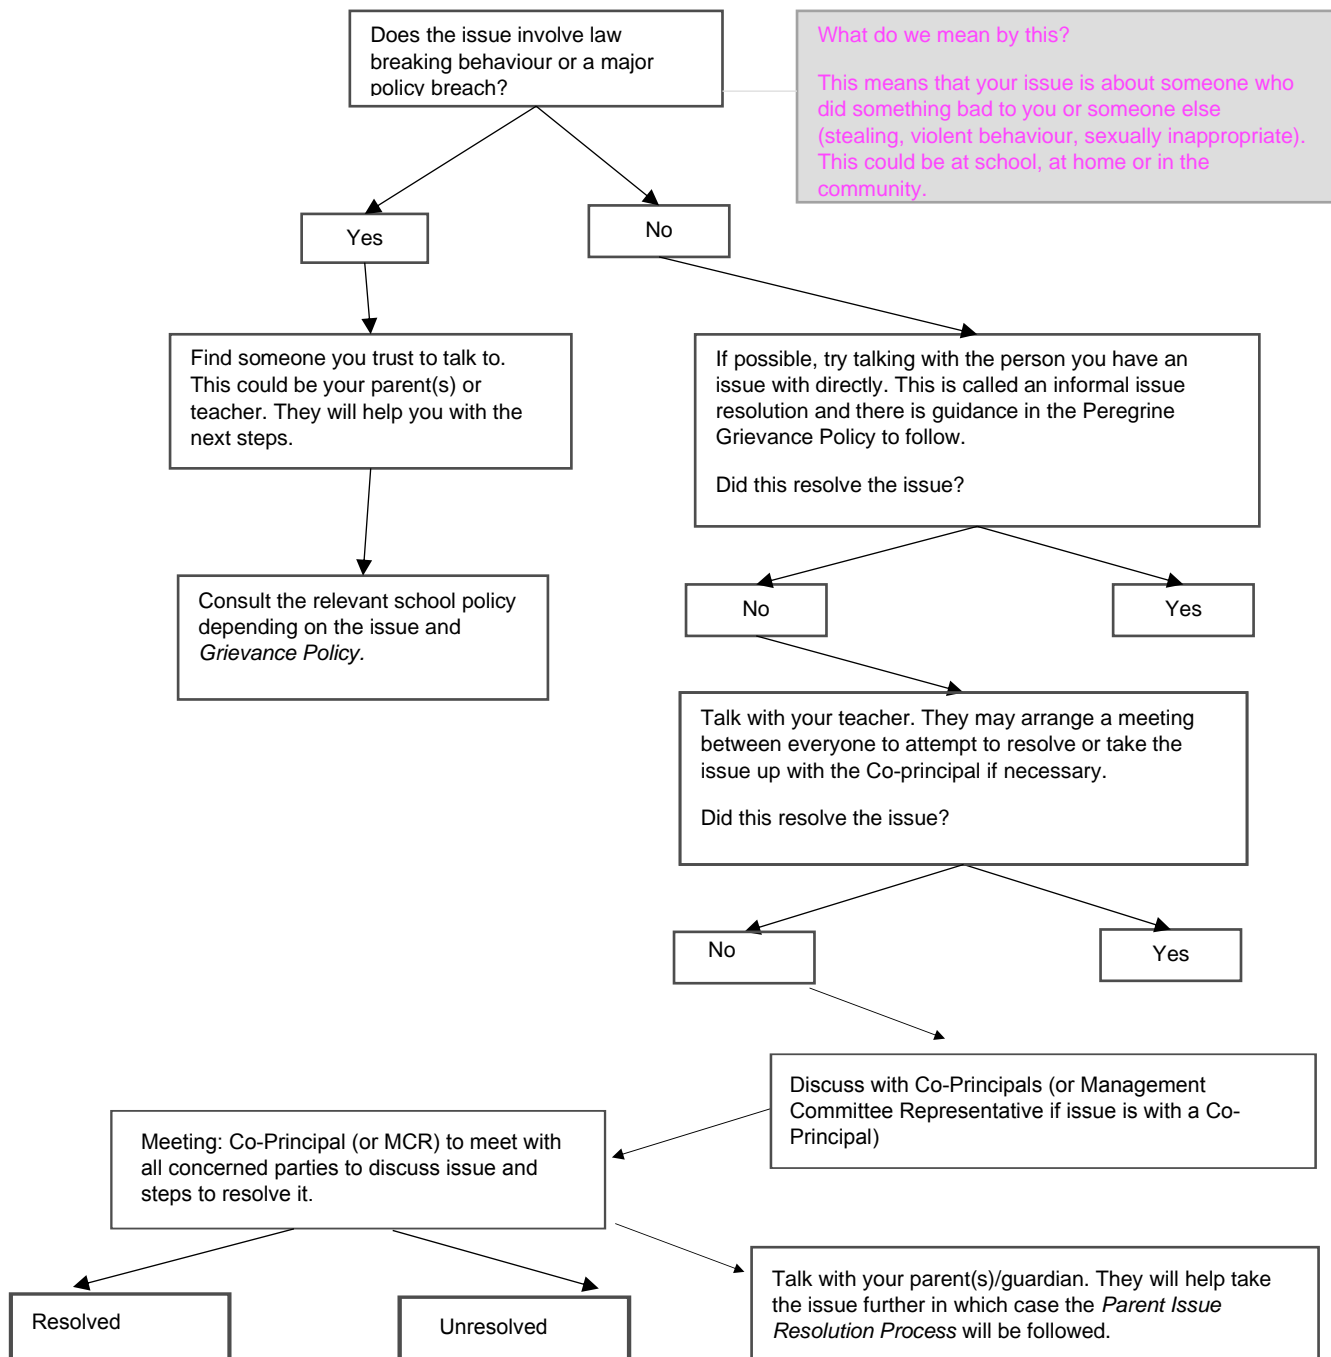 Does the issue involve law
breaking behaviour or a major
policy breach?
What do we mean by this?
This means that your issue is about someone who
did something bad to you or someone else
(stealing, violent behaviour, sexually inappropriate).
This could be at school, at home or in the
community.
Yes
No
Find someone you trust to talk to.
This could be your parent(s) or
teacher. They will help you with the
next steps.
If possible, try talking with the person you have an
issue with directly. This is called an informal issue
resolution and there is guidance in the Peregrine
Grievance Policy to follow.
Did this resolve the issue?
Consult the relevant school policy
depending on the issue and
Grievance Policy.
No
Yes
Talk with your teacher. They may arrange a meeting
between everyone to attempt to resolve or take the
issue up with the Co-principal if necessary.
Did this resolve the issue?
No
Yes
Discuss with Co-Principals (or Management
Committee Representative if issue is with a Co-
Principal)
Meeting: Co-Principal (or MCR) to meet with
all concerned parties to discuss issue and
steps to resolve it.
Talk with your parent(s)/guardian. They will help take
the issue further in which case the Parent Issue
Resolution Process will be followed.
Resolved
Unresolved